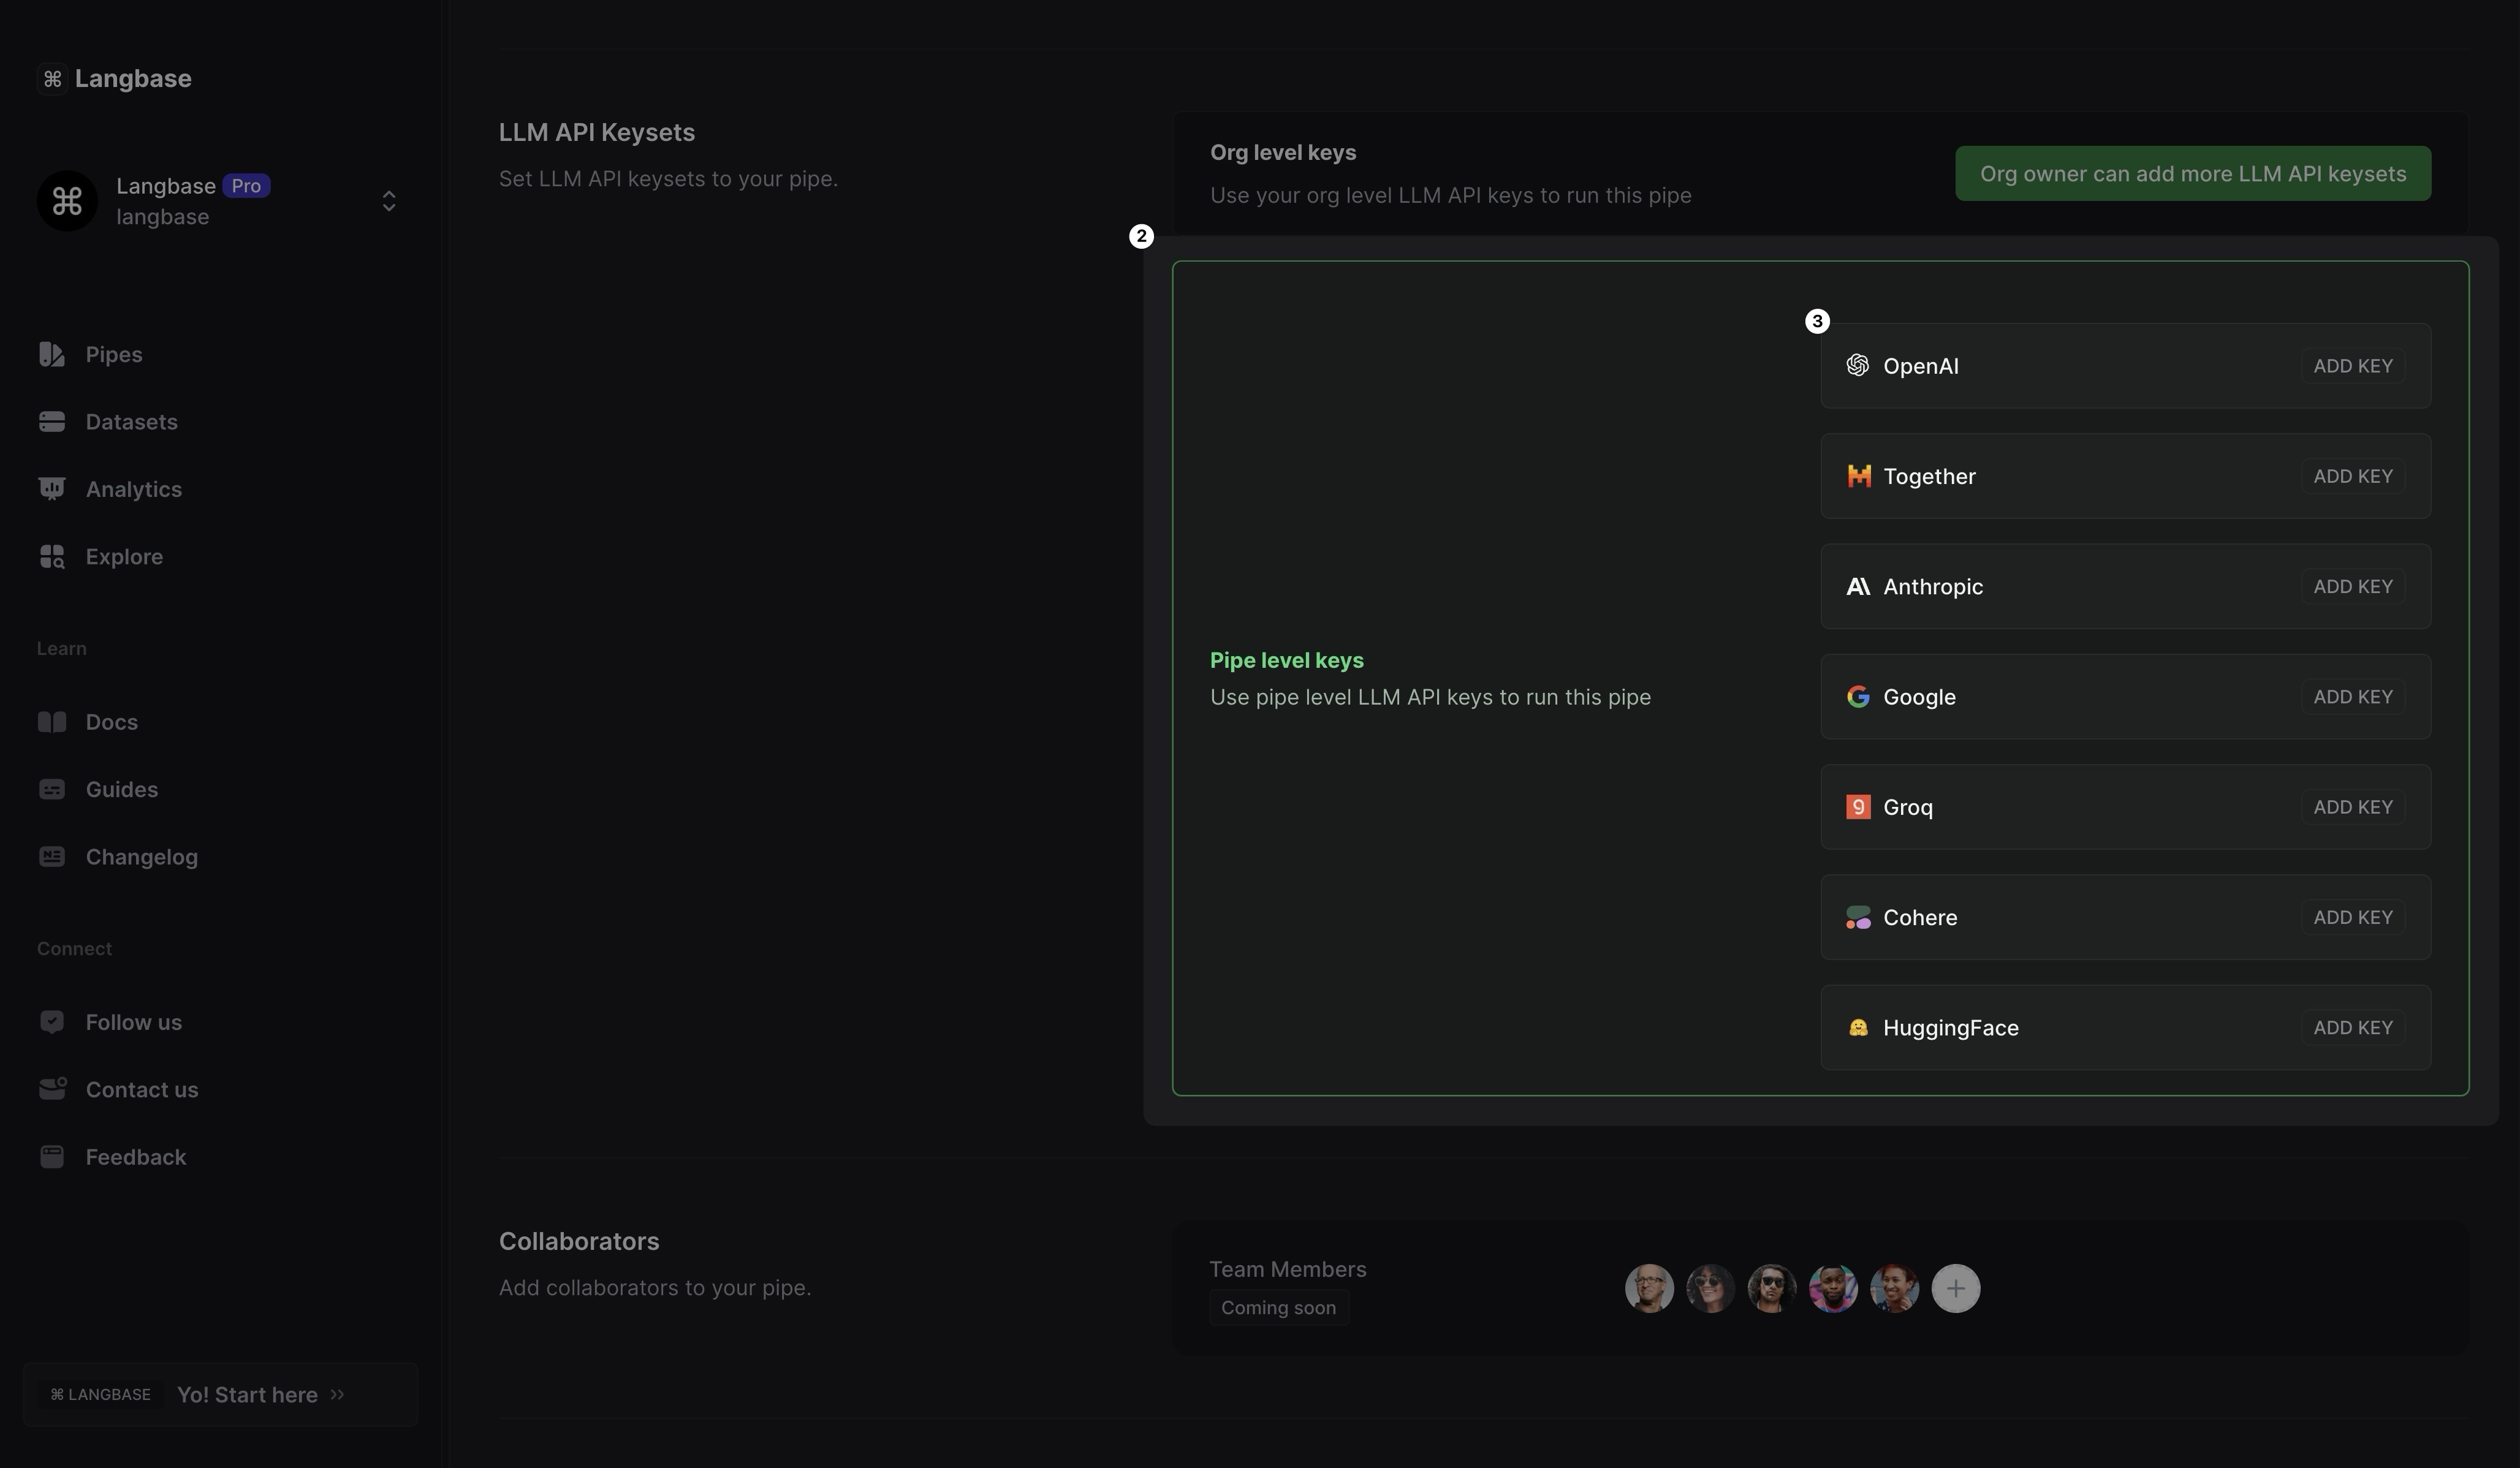 ⌘ Langbase
Langbase Pro
langbase
Pipes
Datasets
Analytics
Explore
Learn
Docs
Guides
Changelog
Connect
Follow us
Contact us
Feedback
⌘ LANGBASE Yo! Start here »
LLM API Keysets
Set LLM API keysets to your pipe.
Org level keys
Use your org level LLM API keys to run this pipe
Org owner can add more LLM API keysets
2
Pipe level keys
Use pipe level LLM API keys to run this pipe
3
OpenAI ADD KEY
Together ADD KEY
Anthropic ADD KEY
Google ADD KEY
Groq ADD KEY
Cohere ADD KEY
HuggingFace ADD KEY
Collaborators
Add collaborators to your pipe.
Team Members
Coming soon